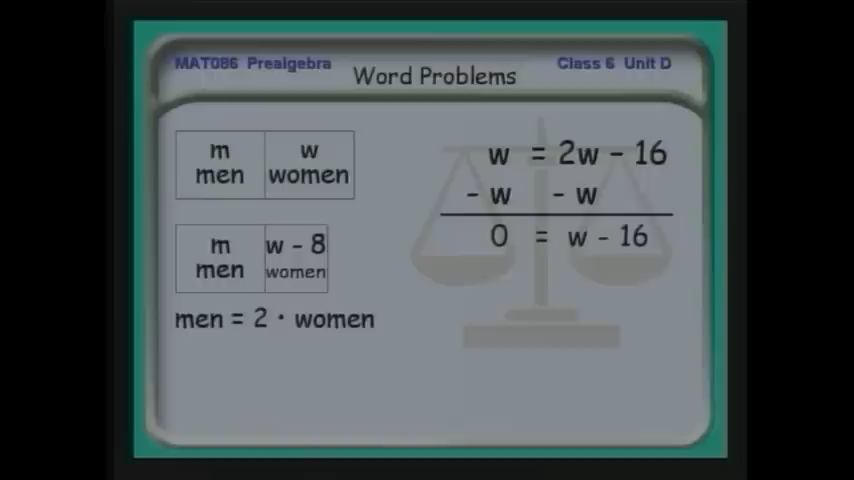 MAT086 Prealgebra
Word Problems
Class 6 Unit D
m w
men women
m w - 8
men women
men = 2 · women
w = 2w - 16
- w - w
0 = w - 16